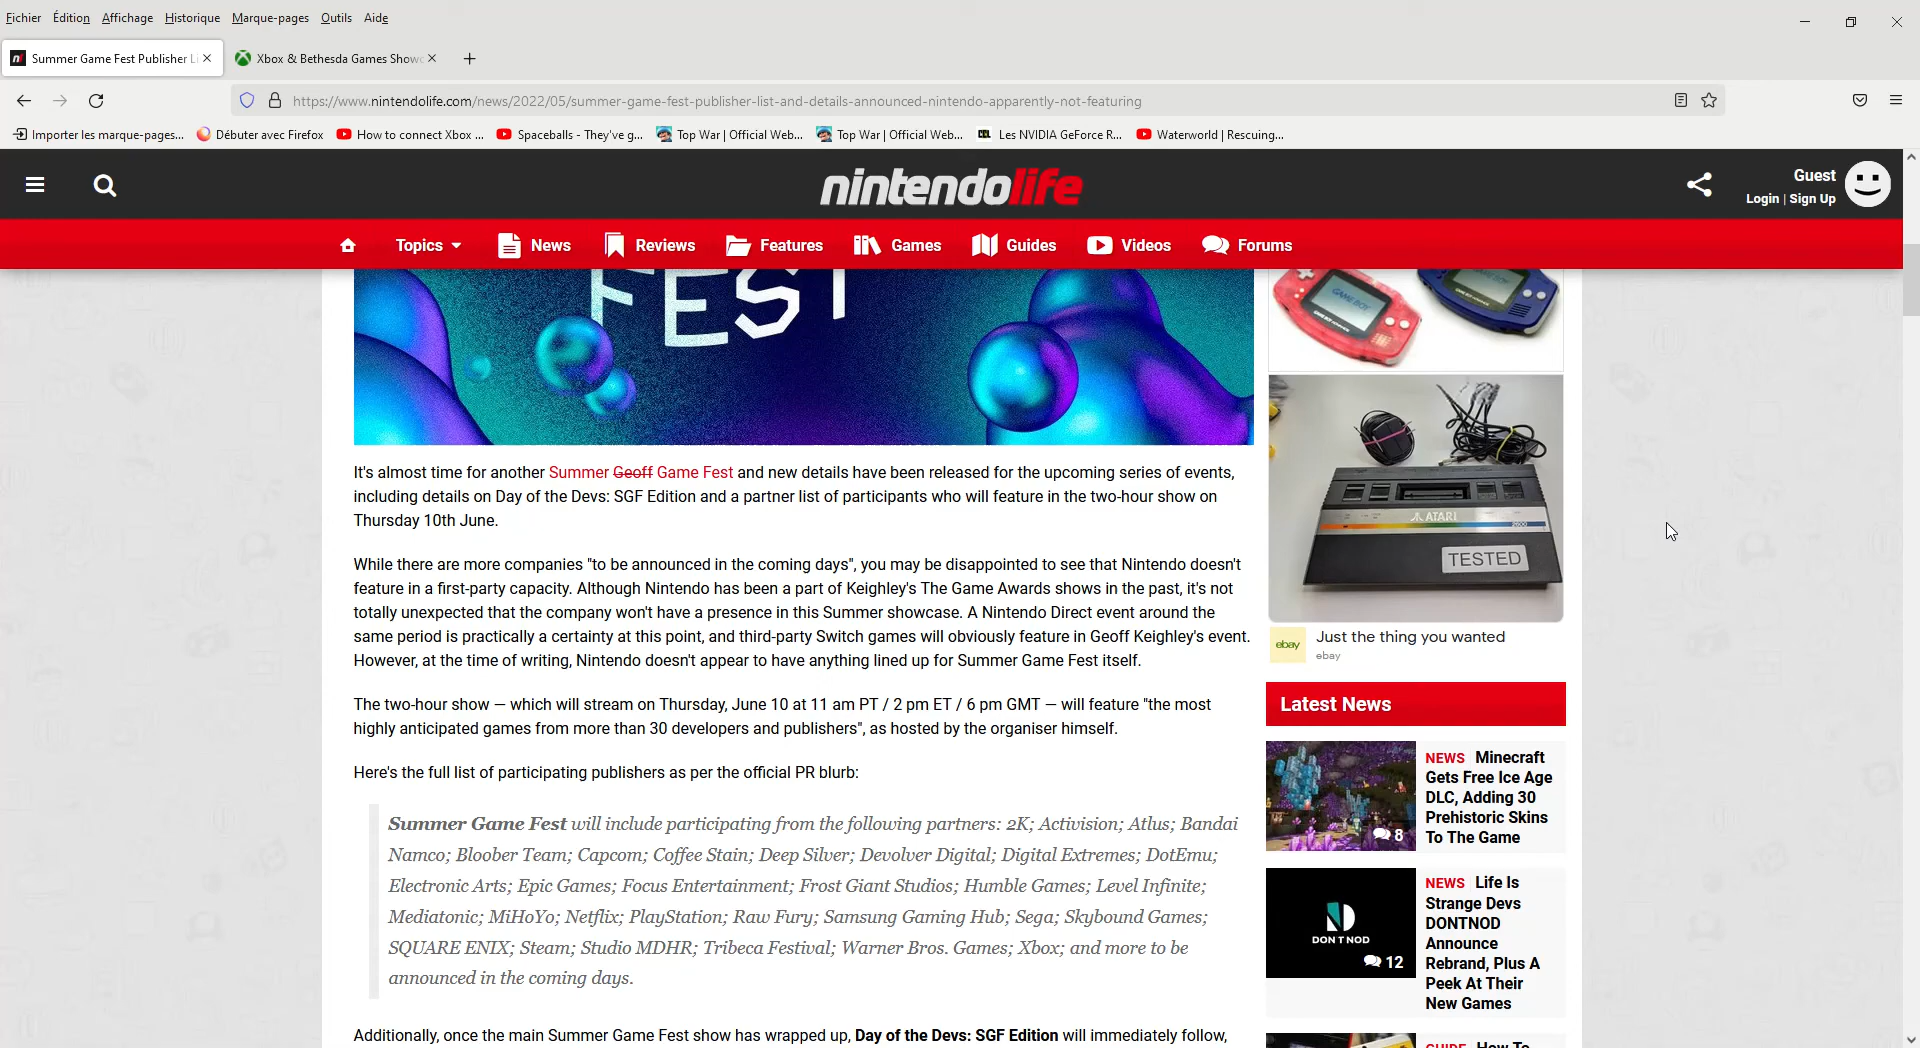 Fichier Édition Affichage Historique Marque-pages Outils Aide
Summer Game Fest Publisher L
Xbox & Bethesda Games Showc
https://www.nintendolife.com/news/2022/05/summer-game-fest-publisher-list-and-details-announced-nintendo-apparently-not-featuring
Importer les marque-pages... Débuter avec Firefox How to connect Xbox ... Spaceballs - They've g... Top War | Official Web... Top War | Official Web... Les NVIDIA GeForce R... Waterworld | Rescuing...
nintendolife
Guest
Login | Sign Up
Topics News Reviews Features Games Guides Videos Forums
FEST
GAME BOY
GAME BOY
ATARI
2600
TESTED
It's almost time for another Summer Geoff Game Fest and new details have been released for the upcoming series of events,
including details on Day of the Devs: SGF Edition and a partner list of participants who will feature in the two-hour show on
Thursday 10th June.
While there are more companies "to be announced in the coming days", you may be disappointed to see that Nintendo doesn't
feature in a first-party capacity. Although Nintendo has been a part of Keighley's The Game Awards shows in the past, it's not
totally unexpected that the company won't have a presence in this Summer showcase. A Nintendo Direct event around the
same period is practically a certainty at this point, and third-party Switch games will obviously feature in Geoff Keighley's event.
However, at the time of writing, Nintendo doesn't appear to have anything lined up for Summer Game Fest itself.
The two-hour show — which will stream on Thursday, June 10 at 11 am PT / 2 pm ET / 6 pm GMT — will feature "the most
highly anticipated games from more than 30 developers and publishers", as hosted by the organiser himself.
Here's the full list of participating publishers as per the official PR blurb:
Summer Game Fest will include participating from the following partners: 2K; Activision; Atlus; Bandai
Namco; Bloober Team; Capcom; Coffee Stain; Deep Silver; Devolver Digital; Digital Extremes; DotEmu;
Electronic Arts; Epic Games; Focus Entertainment; Frost Giant Studios; Humble Games; Level Infinite;
Mediatonic; MiHoYo; Netflix; PlayStation; Raw Fury; Samsung Gaming Hub; Sega; Skybound Games;
SQUARE ENIX; Steam; Studio MDHR; Tribeca Festival; Warner Bros. Games; Xbox; and more to be
announced in the coming days.
Additionally, once the main Summer Game Fest show has wrapped up, Day of the Devs: SGF Edition will immediately follow,
ebay
Just the thing you wanted
ebay
Latest News
NEWS Minecraft
Gets Free Ice Age
DLC, Adding 30
Prehistoric Skins
To The Game
8
NEWS Life Is
Strange Devs
DONTNOD
Announce
Rebrand, Plus A
Peek At Their
New Games
DON T NOD
12
GUIDE How To